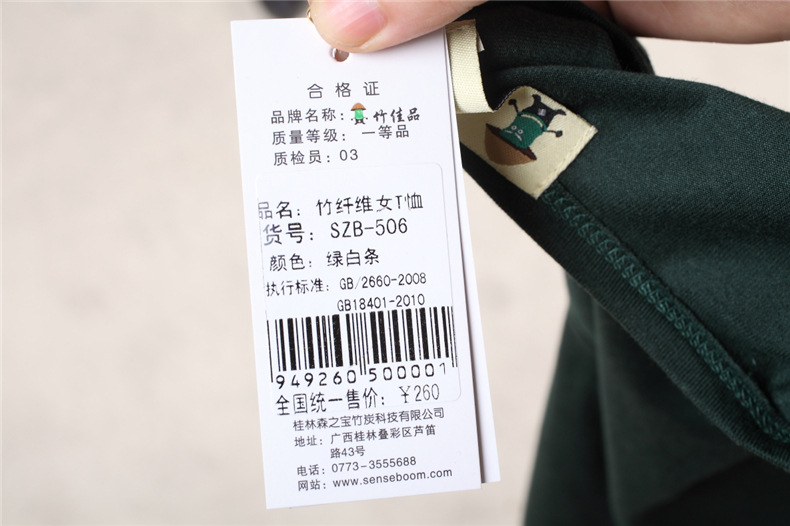 合格证
品牌名称：竹佳品
质量等级：一等品
质检员：03
品名：竹纤维女T恤
货号：SZB-506
颜色：绿白条
执行标准：GB/2660-2008
GB18401-2010
949260500001
全国统一售价：￥260
桂林森之宝竹炭科技有限公司
地址：广西桂林叠彩区芦笛
路43号
电话：0773-3555688
网站：www.senseboom.com